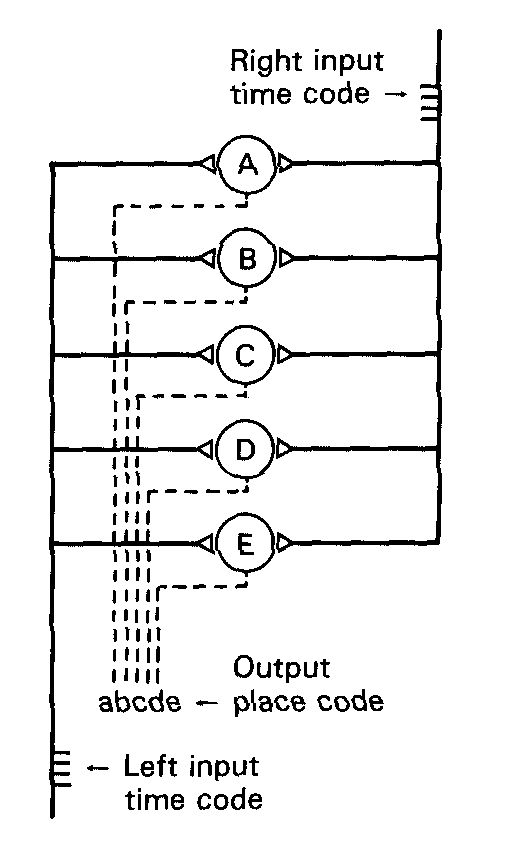 Right input
time code →
A
B
C
D
E
Output
abcde ← place code
← Left input
time code